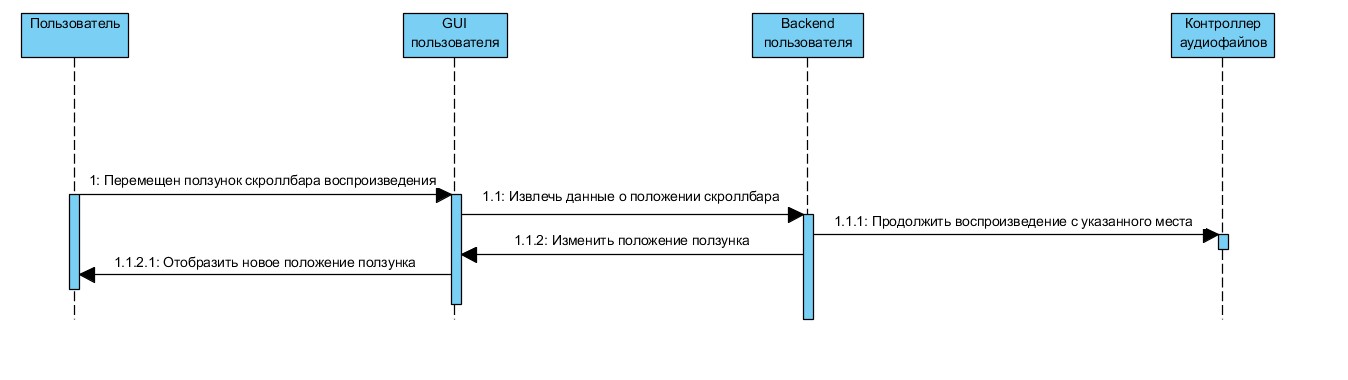 Пользователь
GUI
пользователя
Backend
пользователя
Контроллер
аудиофайлов
1: Перемещен ползунок скроллбара воспроизведения
1.1: Извлечь данные о положении скроллбара
1.1.1: Продолжить воспроизведение с указанного места
1.1.2: Изменить положение ползунка
1.1.2.1: Отобразить новое положение ползунка